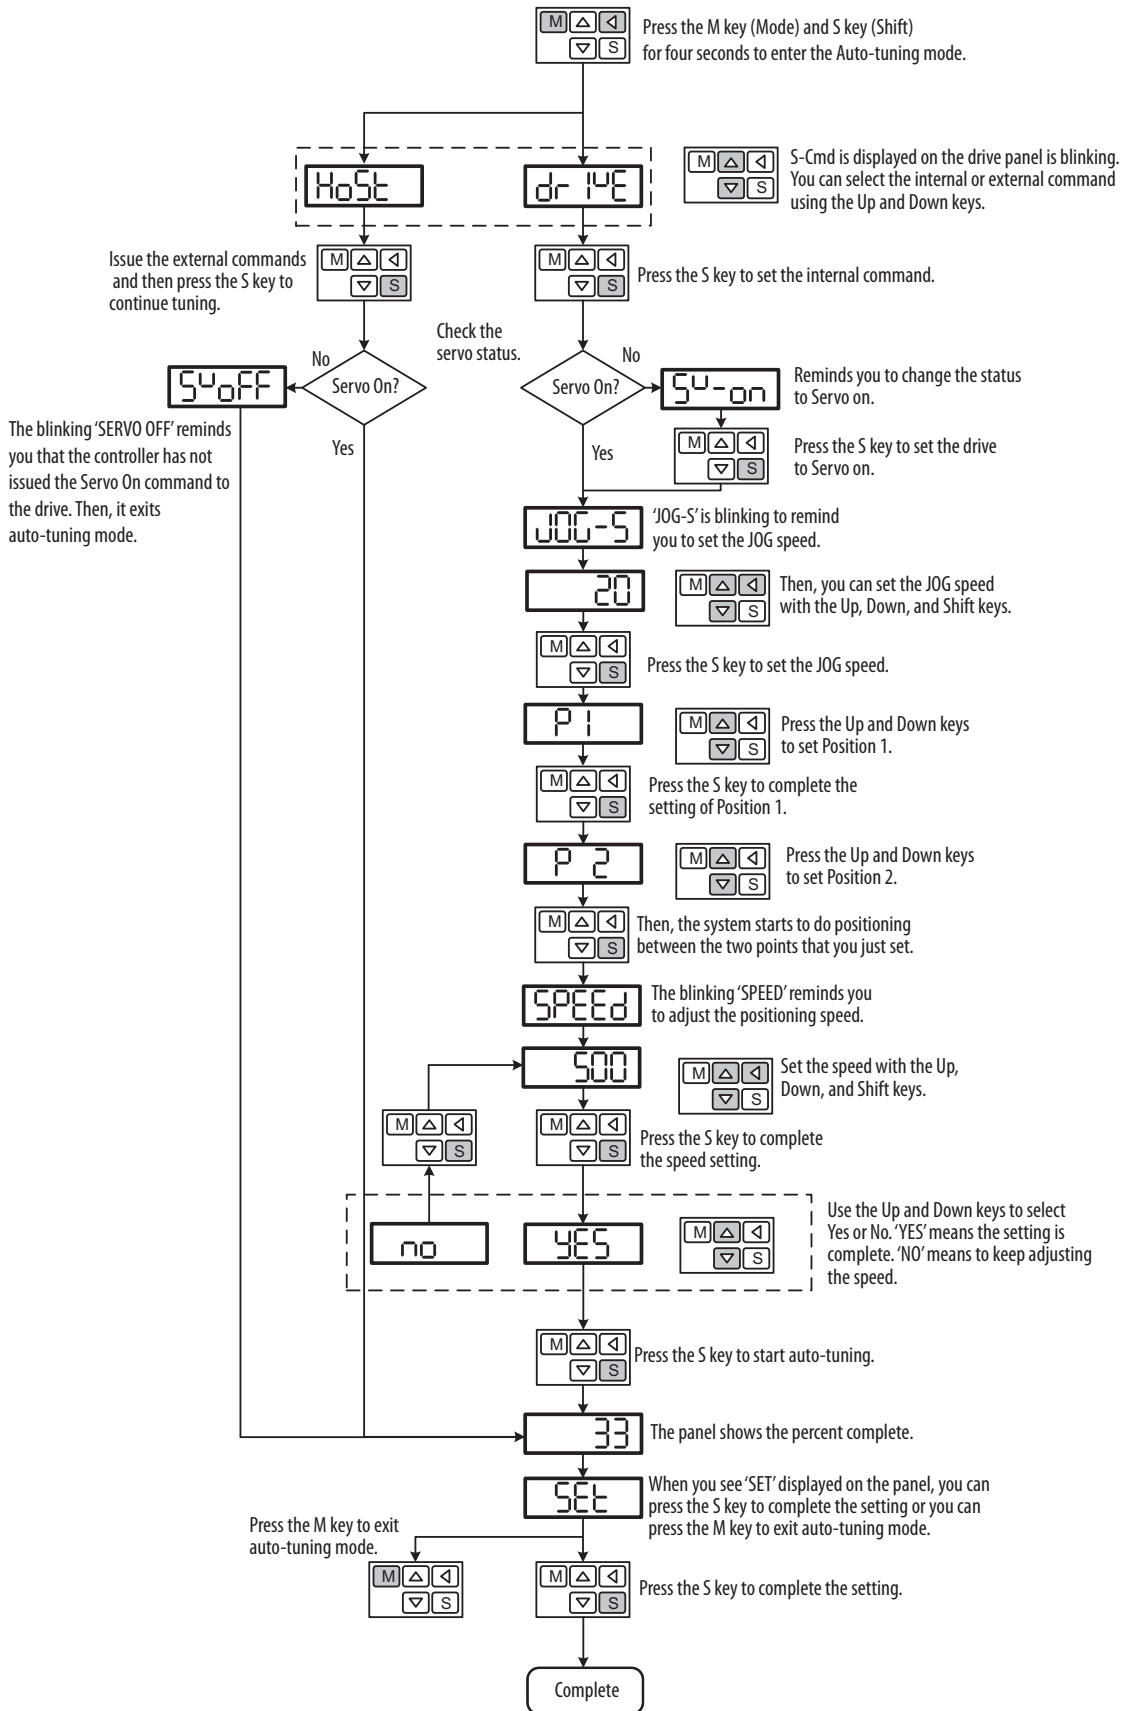 M S
Press the M key (Mode) and S key (Shift)
for four seconds to enter the Auto-tuning mode.
HoSt
dr IvE
M S
S-Cmd is displayed on the drive panel is blinking.
You can select the internal or external command
using the Up and Down keys.
Issue the external commands
and then press the S key to
continue tuning.
M S
M S
Press the S key to set the internal command.
Check the
servo status.
SvoFF
No
Servo On?
Yes
The blinking 'SERVO OFF' reminds
you that the controller has not
issued the Servo On command to
the drive. Then, it exits
auto-tuning mode.
Servo On?
No
Yes
Sv-on
Reminds you to change the status
to Servo on.
M S
Press the S key to set the drive
to Servo on.
JOG-S
'JOG-S' is blinking to remind
you to set the JOG speed.
20
M S
Then, you can set the JOG speed
with the Up, Down, and Shift keys.
M S
Press the S key to set the JOG speed.
P1
M S
Press the Up and Down keys
to set Position 1.
M S
Press the S key to complete the
setting of Position 1.
P 2
M S
Press the Up and Down keys
to set Position 2.
M S
Then, the system starts to do positioning
between the two points that you just set.
SPEEd
The blinking 'SPEED' reminds you
to adjust the positioning speed.
500
M S
Set the speed with the Up,
Down, and Shift keys.
M S
M S
Press the S key to complete
the speed setting.
no
YES
M S
Use the Up and Down keys to select
Yes or No. 'YES' means the setting is
complete. 'NO' means to keep adjusting
the speed.
M S
Press the S key to start auto-tuning.
33
The panel shows the percent complete.
SEt
When you see 'SET' displayed on the panel, you can
press the S key to complete the setting or you can
press the M key to exit auto-tuning mode.
Press the M key to exit
auto-tuning mode.
M S
M S
Press the S key to complete the setting.
Complete